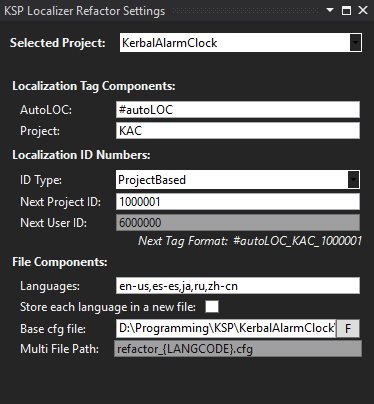 KSP Localizer Refactor Settings
Selected Project: KerbalAlarmClock
Localization Tag Components:
AutoLOC: #autoLOC
Project: KAC
Localization ID Numbers:
ID Type: ProjectBased
Next Project ID: 1000001
Next User ID: 6000000
Next Tag Format: #autoLOC_KAC_1000001
File Components:
Languages: en-us,es-es,ja,ru,zh-cn
Store each language in a new file:
Base cfg file: D:\Programming\KSP\KerbalAlarmClock\ F
Multi File Path: refactor_{LANGCODE}.cfg